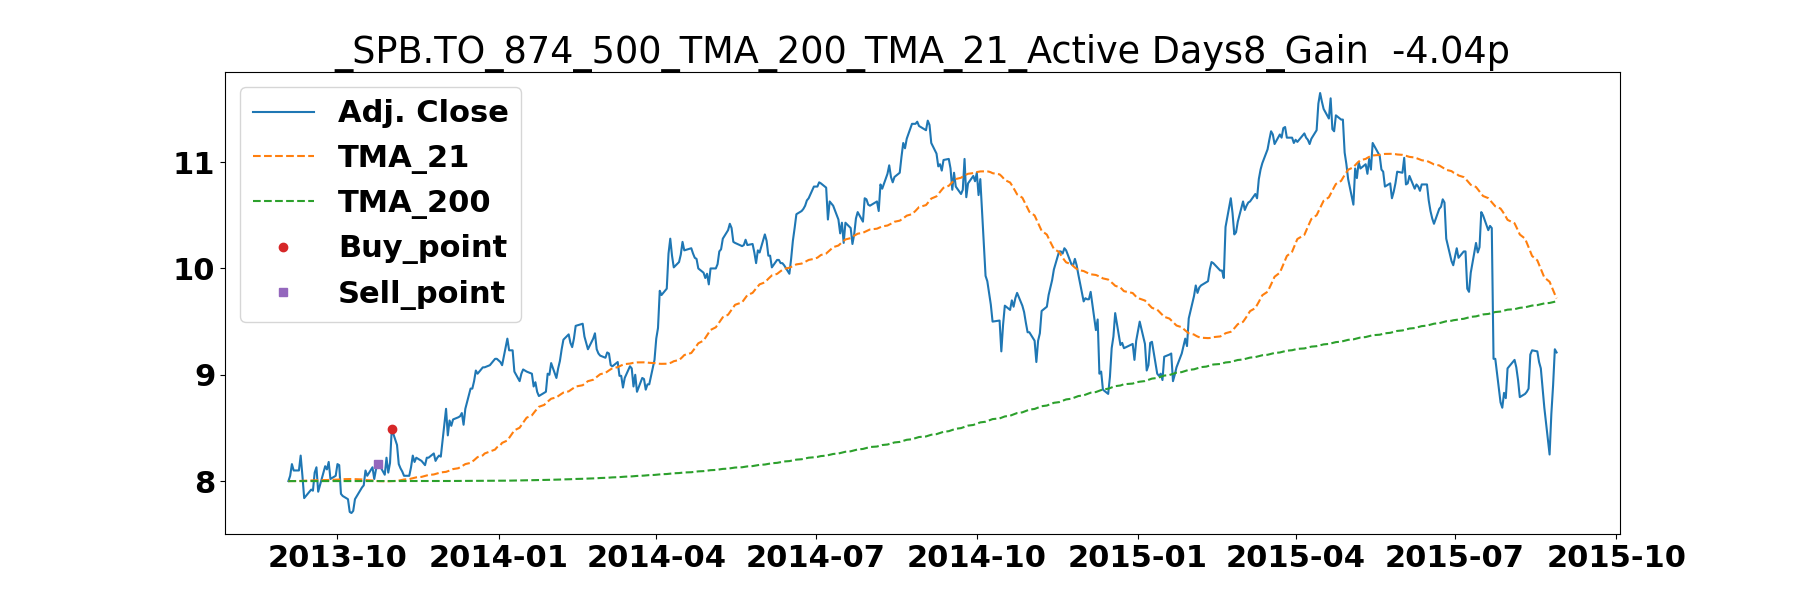 _SPB.TO_874_500_TMA_200_TMA_21_Active Days8_Gain  -4.04p
Adj. Close
TMA_21
TMA_200
Buy_point
Sell_point
11
10
9
8
2013-10 2014-01 2014-04 2014-07 2014-10 2015-01 2015-04 2015-07 2015-10